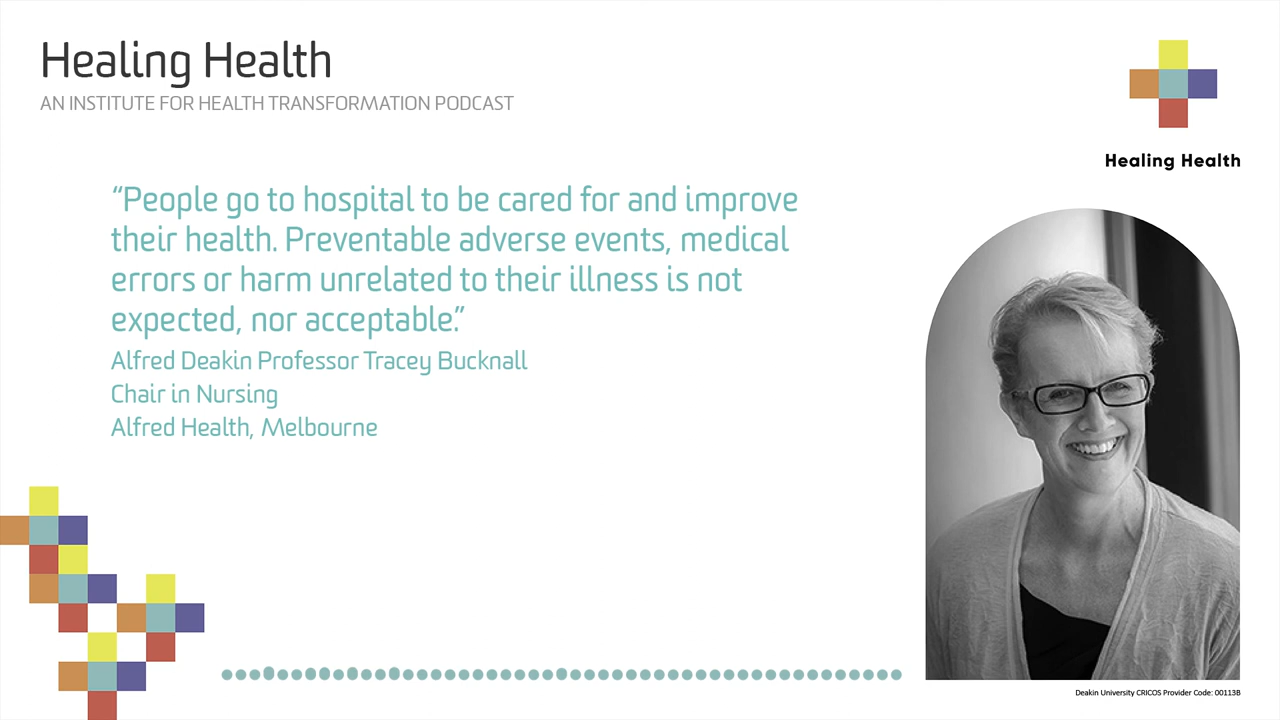 Healing Health
AN INSTITUTE FOR HEALTH TRANSFORMATION PODCAST
Healing Health
“People go to hospital to be cared for and improve
their health. Preventable adverse events, medical
errors or harm unrelated to their illness is not
expected, nor acceptable.”
Alfred Deakin Professor Tracey Bucknall
Chair in Nursing
Alfred Health, Melbourne
Deakin University CRICOS Provider Code: 00113B